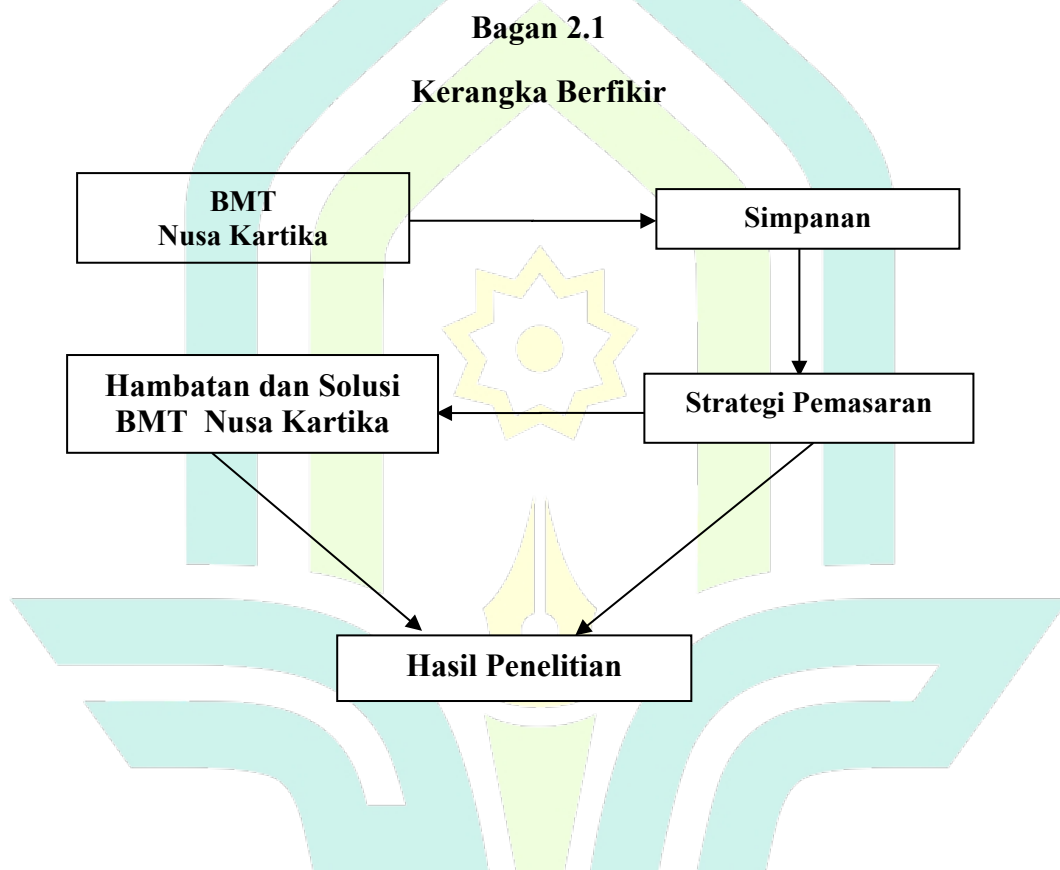 Bagan 2.1
Kerangka Berfikir
BMT
Nusa Kartika
Simpanan
Hambatan dan Solusi
BMT Nusa Kartika
Strategi Pemasaran
Hasil Penelitian